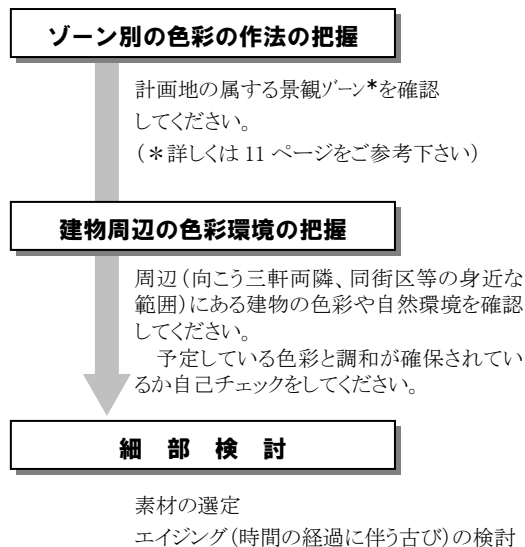 ゾーン別の色彩の作法の把握
計画地の属する景観ゾーン*を確認
してください。
(＊詳しくは 11 ページをご参考下さい)
建物周辺の色彩環境の把握
周辺(向こう三軒両隣、同街区等の身近な
範囲)にある建物の色彩や自然環境を確認
してください。
予定している色彩と調和が確保されてい
るか自己チェックをしてください。
細 部 検 討
素材の選定
エイジング(時間の経過に伴う古び)の検討